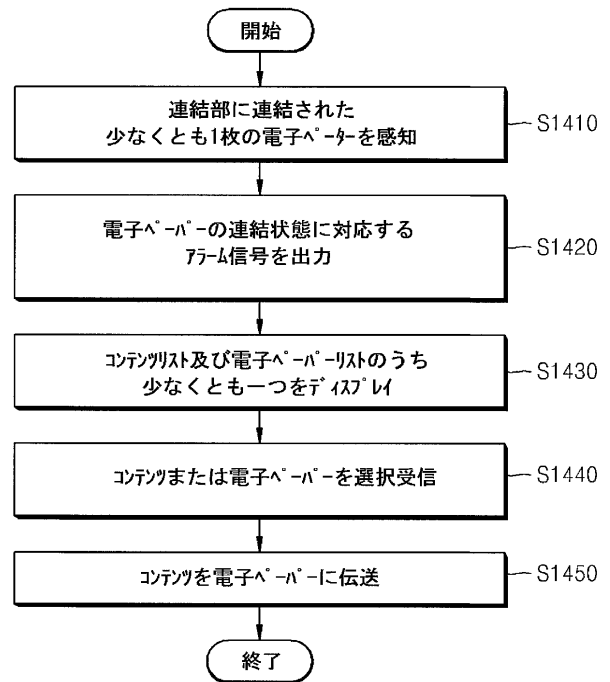 開始
連結部に連結された
少なくとも1枚の電子ﾍﾟｰﾀｰを感知
S1410
電子ﾍﾟｰﾊﾟｰの連結状態に対応する
ｱﾗｰﾑ信号を出力
S1420
ｺﾝﾃﾝﾂﾘｽﾄ及び電子ﾍﾟｰﾊﾟｰﾘｽﾄのうち
少なくとも一つをﾃﾞｨｽﾌﾟﾚｲ
S1430
ｺﾝﾃﾝﾂまたは電子ﾍﾟｰﾊﾟｰを選択受信
S1440
ｺﾝﾃﾝﾂを電子ﾍﾟｰﾊﾟｰに伝送
S1450
終了